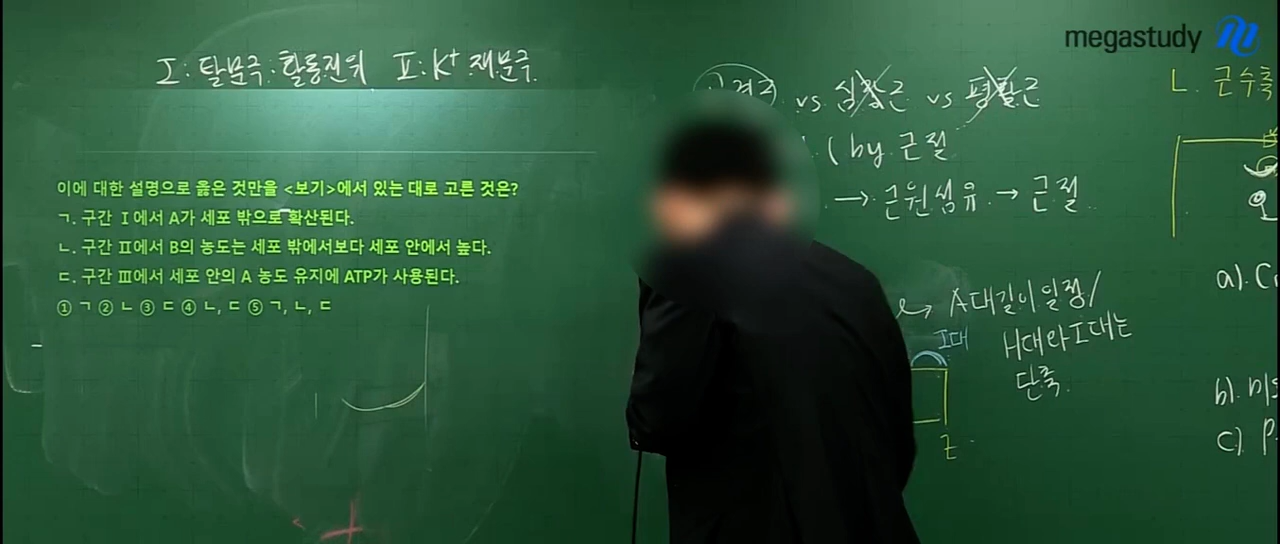 megastudy
Ⅰ: 탈분극. 활동전위 Ⅱ: K+ 재분극.
이에 대한 설명으로 옳은 것만을 <보기>에서 있는 대로 고른 것은?
ㄱ. 구간 Ⅰ에서 A가 세포 밖으로 확산된다.
ㄴ. 구간 Ⅱ에서 B의 농도는 세포 밖에서보다 세포 안에서 높다.
ㄷ. 구간 Ⅲ에서 세포 안의 A 농도 유지에 ATP가 사용된다.
① ㄱ ② ㄴ ③ ㄷ ④ ㄴ, ㄷ ⑤ ㄱ, ㄴ, ㄷ
vs 심장근 vs 평활근
( by 근절
→ 근원섬유 → 근절
A대길이일정/
H대와I대는
단축.
I대
Z
L. 근수축
a).
b).
c).